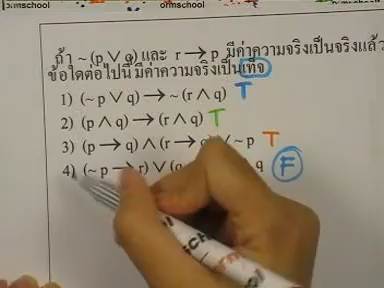 ormschool
ถ้า ~(p ∨ q) และ r → p มีค่าความจริงเป็นจริงแล้ว
ข้อใดต่อไปนี้ มีค่าความจริงเป็นเท็จ
1) (~p ∨ q) → ~(r ∧ q) T
2) (p ∧ q) → (r ∧ q) T
3) (p → q) ∧ (r → ∨ ~p T
4) (~p → r) ∨ ( q F